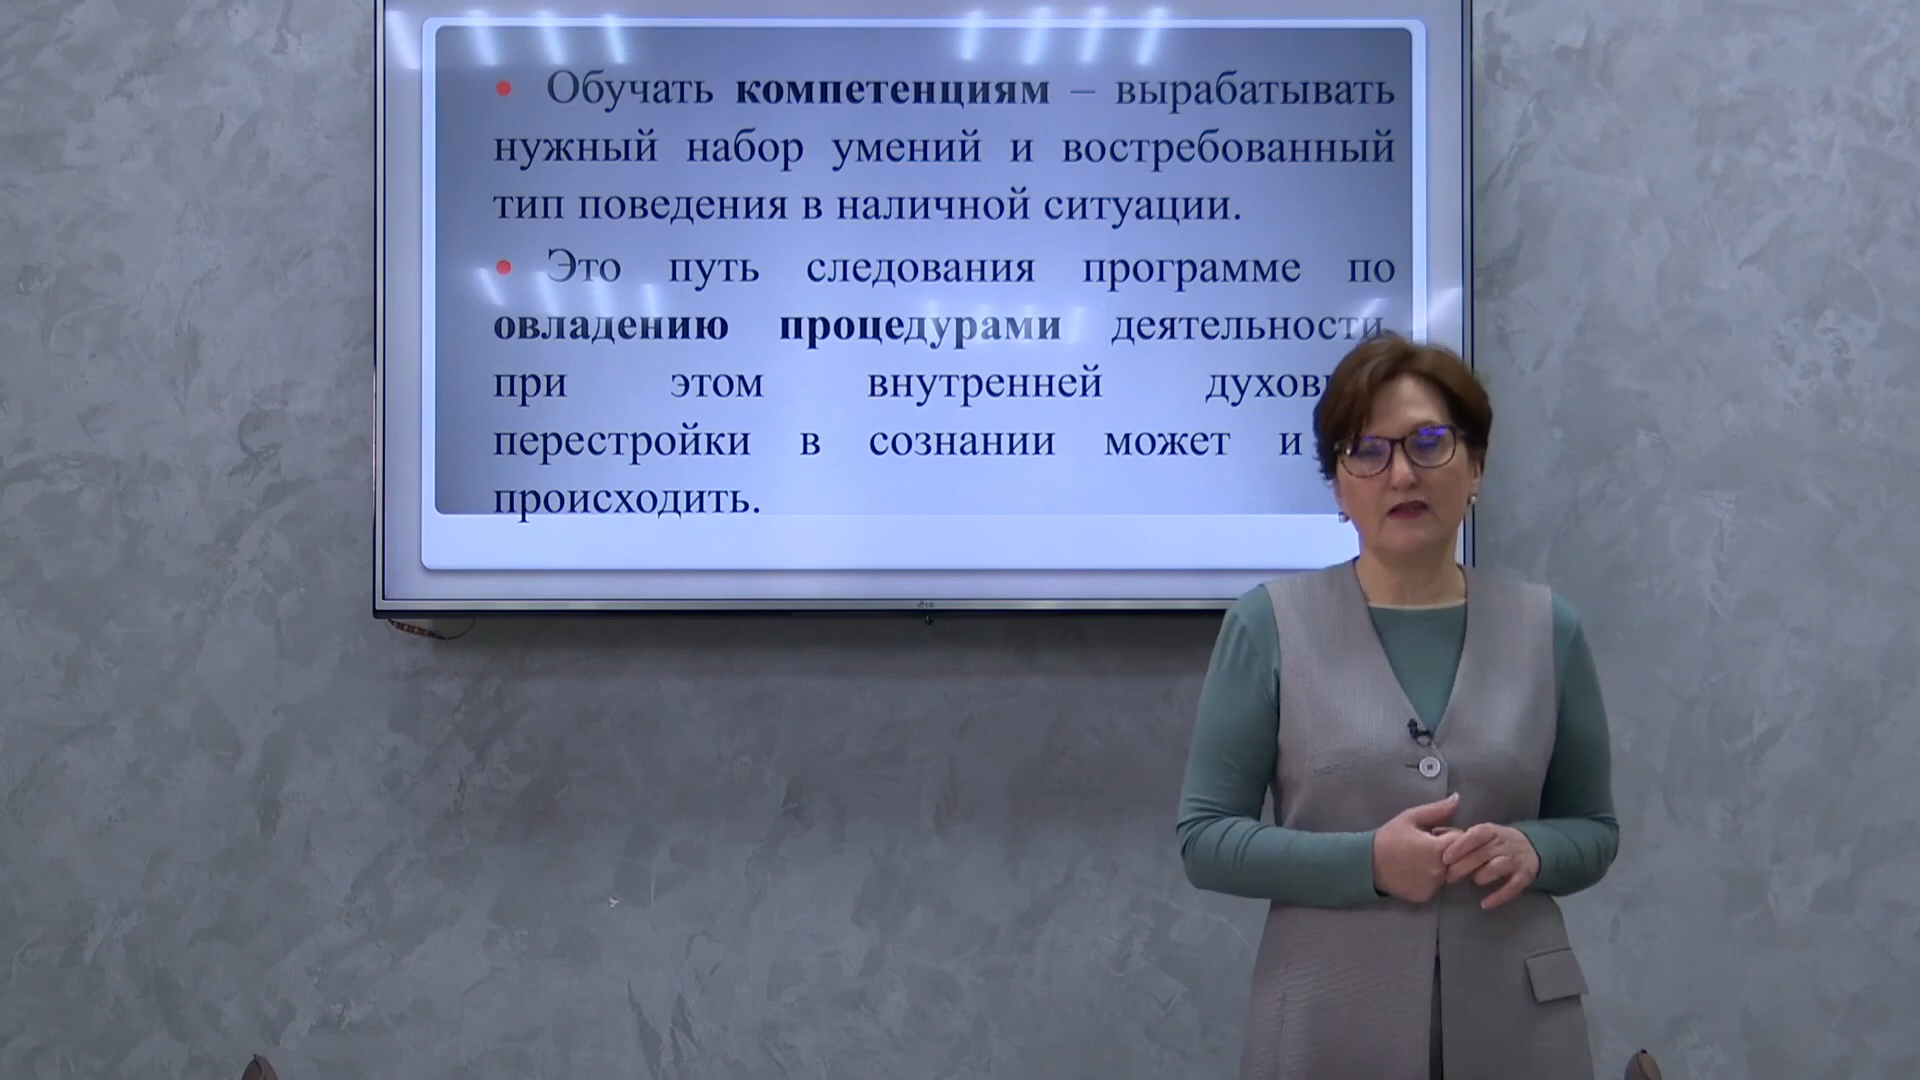 • Обучать компетенциям – вырабатывать
нужный набор умений и востребованный
тип поведения в наличной ситуации.
• Это путь следования программе по
овладению процедурами деятельности,
при этом внутренней
перестройки в сознании может и
происходить.
LG